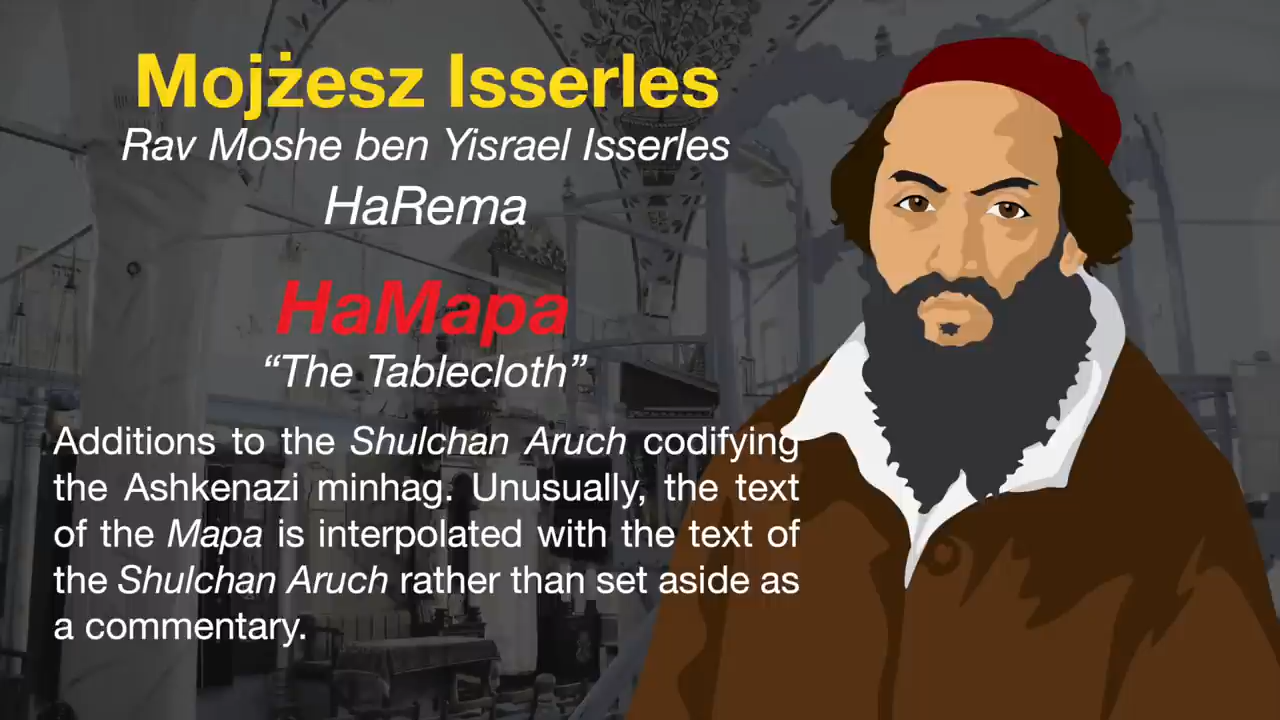 Mojżesz Isserles
Rav Moshe ben Yisrael Isserles
HaRema
HaMapa
“The Tablecloth”
Additions to the Shulchan Aruch codifying
the Ashkenazi minhag. Unusually, the text
of the Mapa is interpolated with the text of
the Shulchan Aruch rather than set aside as
a commentary.